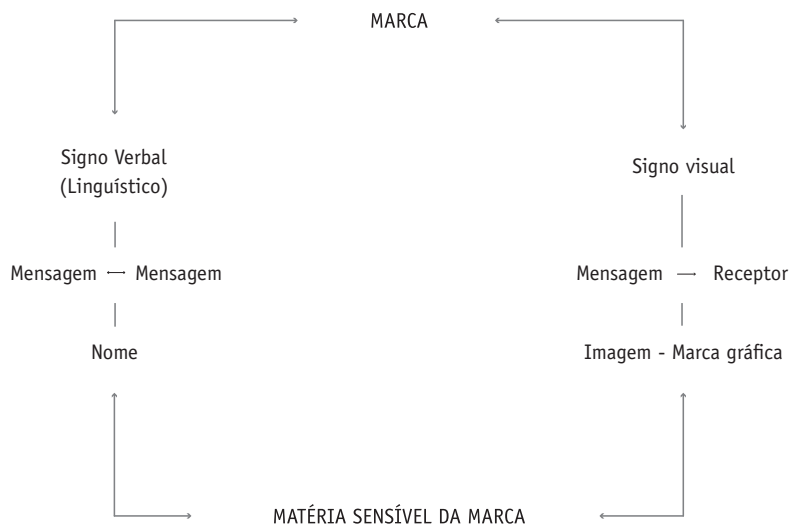 MARCA
Signo Verbal
(Linguístico)
Signo visual
Mensagem ↔ Mensagem
Mensagem → Receptor
Nome
Imagem - Marca gráfica
MATÉRIA SENSÍVEL DA MARCA